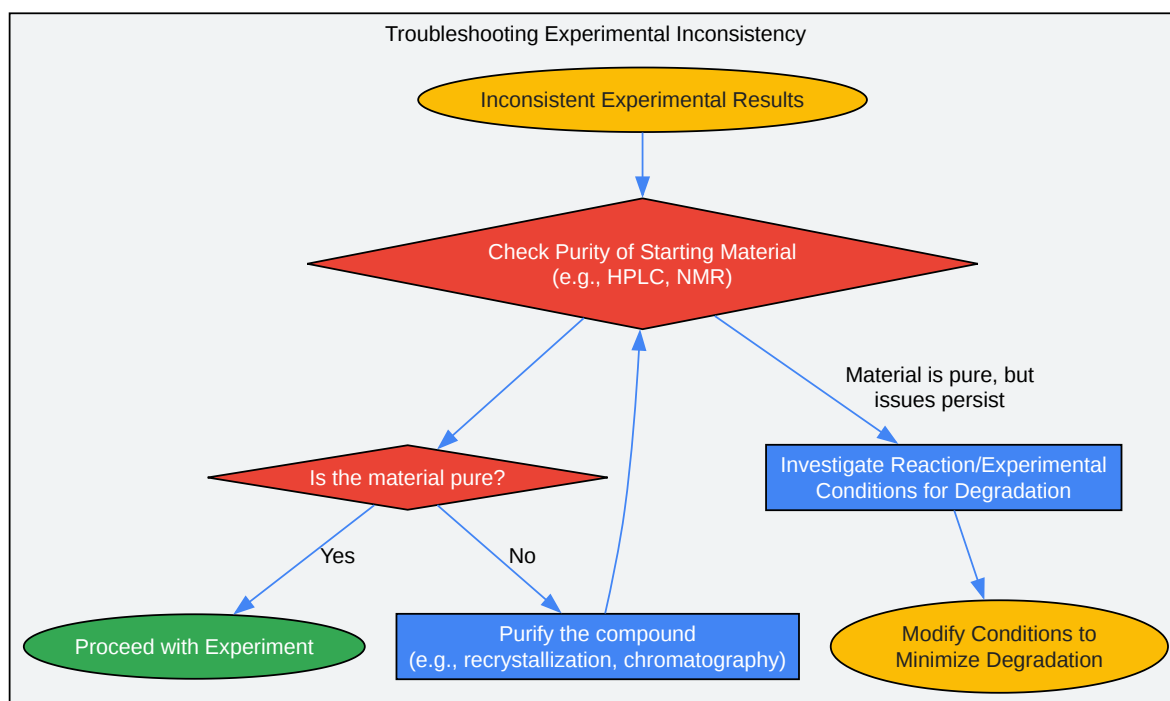 Troubleshooting Experimental Inconsistency
Inconsistent Experimental Results
Check Purity of Starting Material
(e.g., HPLC, NMR)
Material is pure, but
issues persist
Is the material pure?
Investigate Reaction/Experimental
Conditions for Degradation
Yes
No
Proceed with Experiment
Purify the compound
(e.g., recrystallization, chromatography)
Modify Conditions to
Minimize Degradation